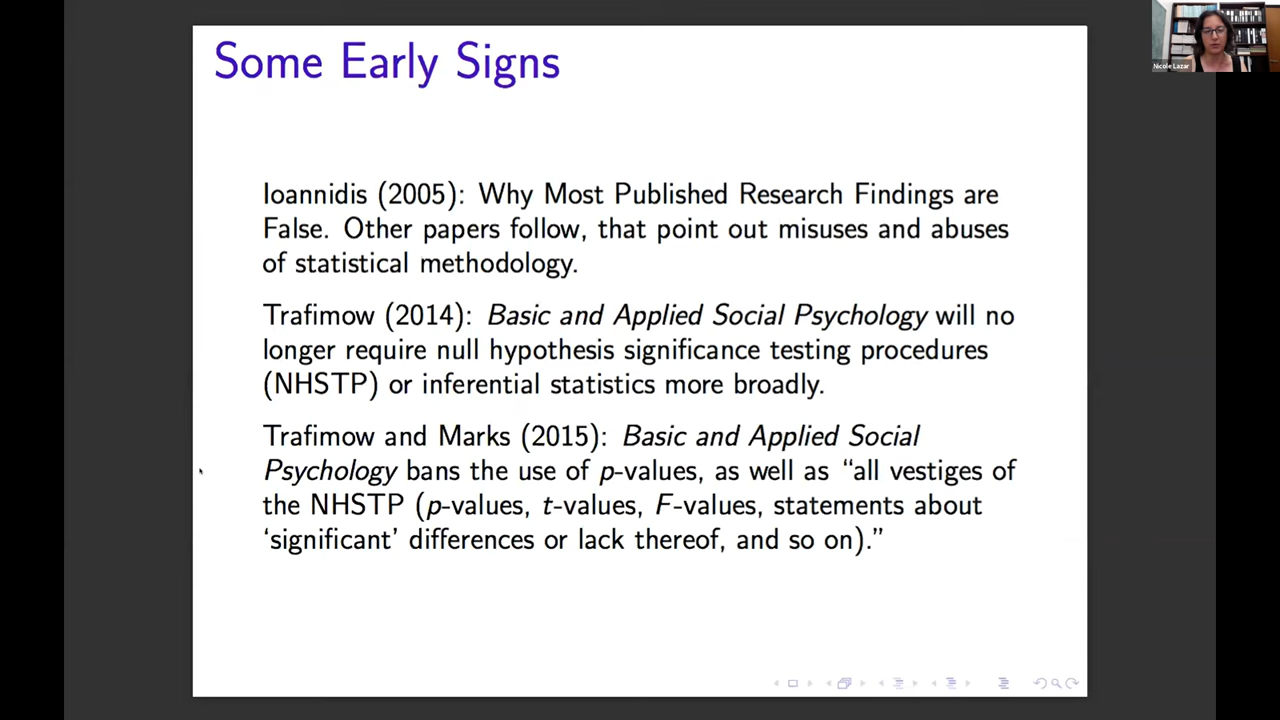 Some Early Signs
Nicole Lazar
Ioannidis (2005): Why Most Published Research Findings are
False. Other papers follow, that point out misuses and abuses
of statistical methodology.
Trafimow (2014): Basic and Applied Social Psychology will no
longer require null hypothesis significance testing procedures
(NHSTP) or inferential statistics more broadly.
Trafimow and Marks (2015): Basic and Applied Social
Psychology bans the use of p-values, as well as “all vestiges of
the NHSTP (p-values, t-values, F-values, statements about
‘significant’ differences or lack thereof, and so on).”